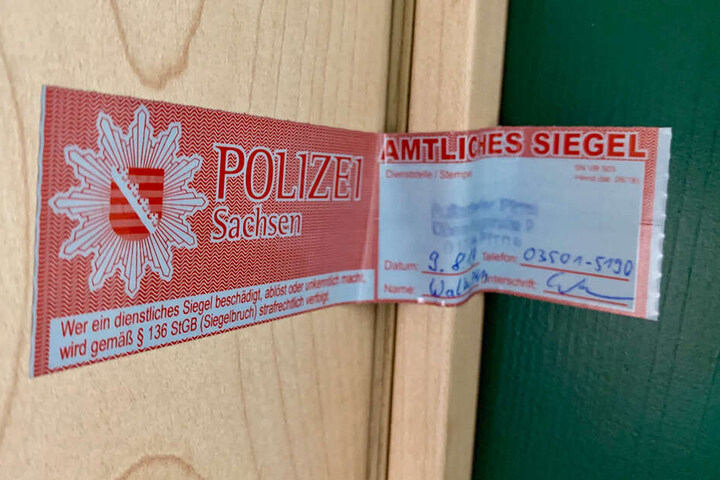 POLIZEI
Sachsen
Wer ein dienstliches Siegel beschädigt, ablöst oder unkenntlich macht,
wird gemäß § 136 StGB (Siegelbruch) strafrechtlich verfolgt.
AMTLICHES SIEGEL
Dienststelle / Stempel
Datum: 9.8. Telefon: 03501-5190
Name: Unterschrift: